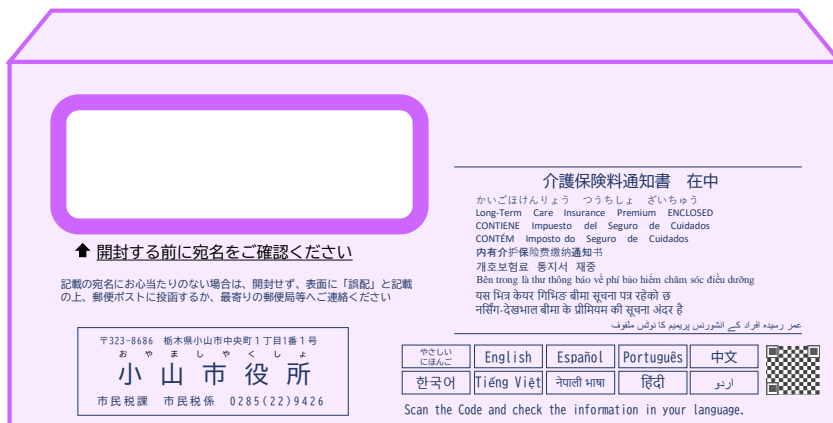 介護保険料通知書　在中
かいごほけんりょう　つうちしょ　ざいちゅう
Long-Term Care Insurance Premium ENCLOSED
CONTIENE Impuesto del Seguro de Cuidados
CONTÉM Imposto do Seguro de Cuidados
内有介护保险费缴纳通知书
개호보험료 통지서 재중
Bên trong là thư thông báo về phí bảo hiểm chăm sóc điều dưỡng
यस भित्र केयर गिभिङ बीमा सूचना पत्र रहेको छ
नर्सिंग-देखभाल बीमा के प्रीमियम की सूचना अंदर है
عمر رسیدہ افراد کے انشورنس پریمیم کا نوٹس ملفوف
⬆ 開封する前に宛名をご確認ください
記載の宛名にお心当たりのない場合は、開封せず、表面に「誤配」と記載
の上、郵便ポストに投函するか、最寄りの郵便局等へご連絡ください
〒323-8686　栃木県小山市中央町１丁目1番１号
おやましやくしょ
小山市役所
市民税課　市民税係　0285(22)9426
やさしい
にほんご
English
Español
Português
中文
한국어
Tiếng Việt
नेपाली भाषा
हिंदी
اردو
Scan the Code and check the information in your language.